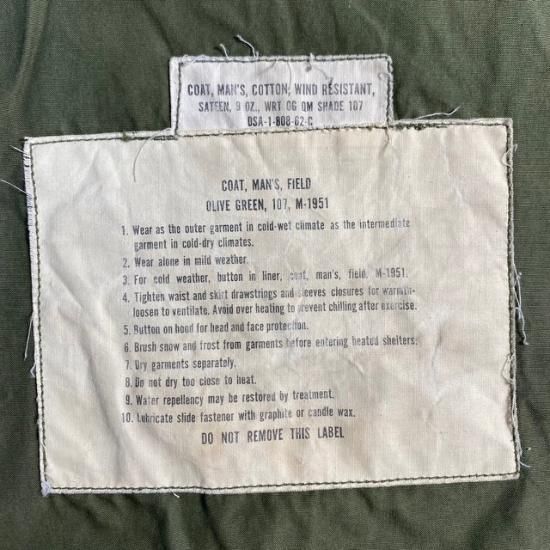 COAT, MAN'S, COTTON, WIND RESISTANT,
SATEEN, 9 OZ., WRT OG QM SHADE 107
DSA-1-808-62-C
COAT, MAN'S, FIELD
OLIVE GREEN, 107, M-1951
1. Wear as the outer garment in cold-wet climate as the intermediate
garment in cold-dry climates.
2. Wear alone in mild weather.
3. For cold weather, button in liner, coat, man's, field, M-1951.
4. Tighten waist and skirt drawstrings and sleeves closures for warmth-
loosen to ventilate. Avoid over heating to prevent chilling after exercise.
5. Button on hood for head and face protection.
6. Brush snow and frost from garments before entering heated shelters.
7. Dry garments separately.
8. Do not dry too close to heat.
9. Water repellency may be restored by treatment.
10. Lubricate slide fastener with graphite or candle wax.
DO NOT REMOVE THIS LABEL